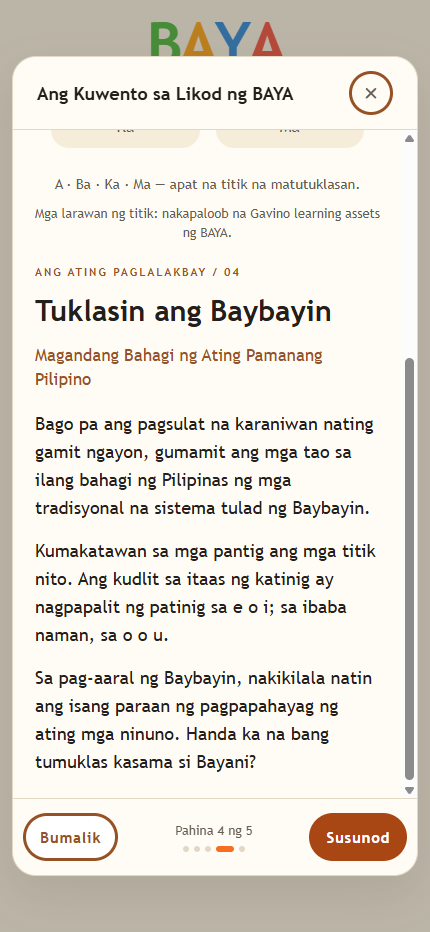 BAYA
Ang Kuwento sa Likod ng BAYA
A · Ba · Ka · Ma — apat na titik na matutuklasan.
Mga larawan ng titik: nakapaloob na Gavino learning assets
ng BAYA.
ANG ATING PAGLALAKBAY / 04
Tuklasin ang Baybayin
Magandang Bahagi ng Ating Pamanang
Pilipino
Bago pa ang pagsulat na karaniwan nating
gamit ngayon, gumamit ang mga tao sa
ilang bahagi ng Pilipinas ng mga
tradisyonal na sistema tulad ng Baybayin.
Kumakatawan sa mga pantig ang mga titik
nito. Ang kudlit sa itaas ng katinig ay
nagpapalit ng patinig sa e o i; sa ibaba
naman, sa o o u.
Sa pag-aaral ng Baybayin, nakikilala natin
ang isang paraan ng pagpapahayag ng
ating mga ninuno. Handa ka na bang
tumuklas kasama si Bayani?
Bumalik
Pahina 4 ng 5
Susunod